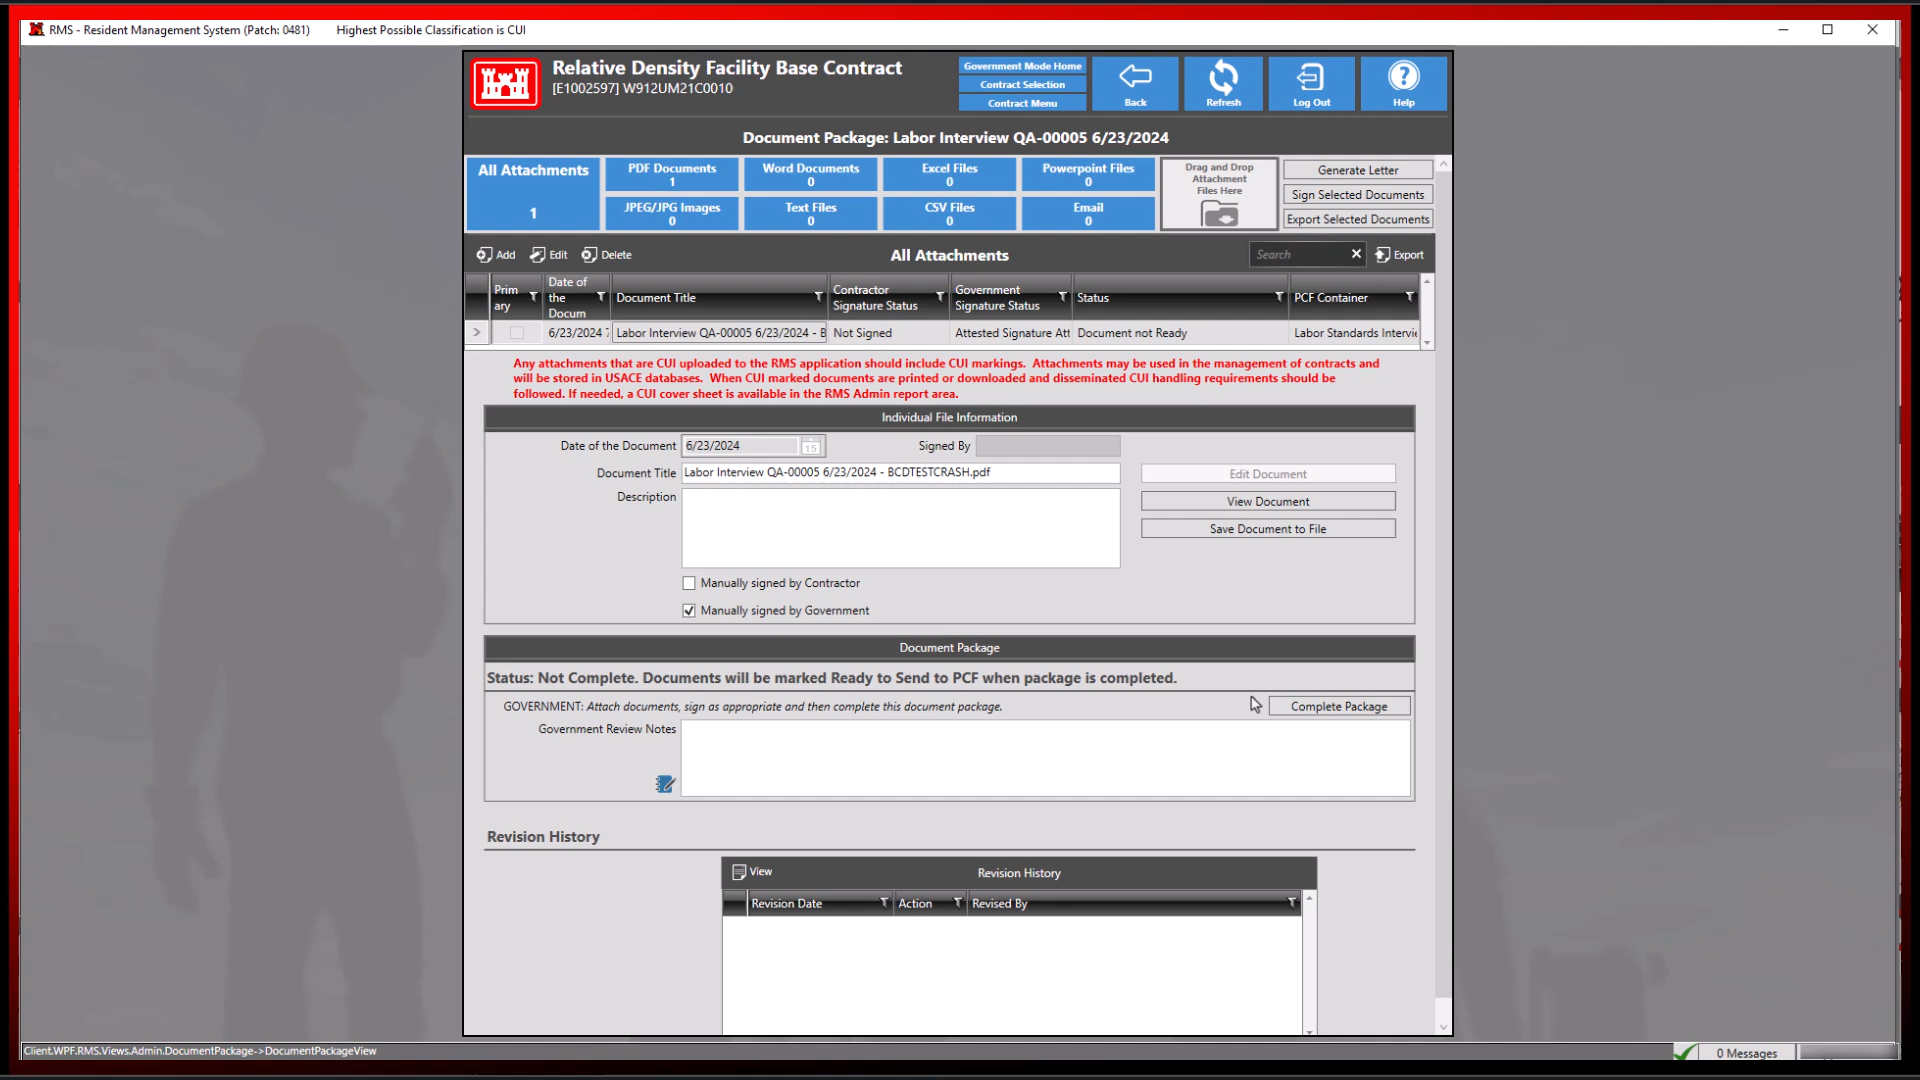 RMS - Resident Management System (Patch: 0481) Highest Possible Classification is CUI
Relative Density Facility Base Contract
[E1002597] W912UM21C0010
Government Mode Home
Contract Selection
Contract Menu
Back
Refresh
Log Out
Help
Document Package: Labor Interview QA-00005 6/23/2024
All Attachments
1
PDF Documents
1
Word Documents
0
Excel Files
0
Powerpoint Files
0
JPEG/JPG Images
0
Text Files
0
CSV Files
0
Email
0
Drag and Drop
Attachment
Files Here
Generate Letter
Sign Selected Documents
Export Selected Documents
Add Edit Delete All Attachments Search Export
Prim
ary
Date of
the
Docum
Document Title
Contractor
Signature Status
Government
Signature Status
Status
PCF Container
6/23/2024 Labor Interview QA-00005 6/23/2024 - B Not Signed Attested Signature Att Document not Ready Labor Standards Intervie
Any attachments that are CUI uploaded to the RMS application should include CUI markings. Attachments may be used in the management of contracts and
will be stored in USACE databases. When CUI marked documents are printed or downloaded and disseminated CUI handling requirements should be
followed. If needed, a CUI cover sheet is available in the RMS Admin report area.
Individual File Information
Date of the Document 6/23/2024 15 Signed By
Document Title Labor Interview QA-00005 6/23/2024 - BCDTESTCRASH.pdf
Edit Document
Description
View Document
Save Document to File
Manually signed by Contractor
Manually signed by Government
Document Package
Status: Not Complete. Documents will be marked Ready to Send to PCF when package is completed.
GOVERNMENT: Attach documents, sign as appropriate and then complete this document package. Complete Package
Government Review Notes
Revision History
View Revision History
Revision Date Action Revised By
Client.WPF.RMS.Views.Admin.DocumentPackage->DocumentPackageView
0 Messages